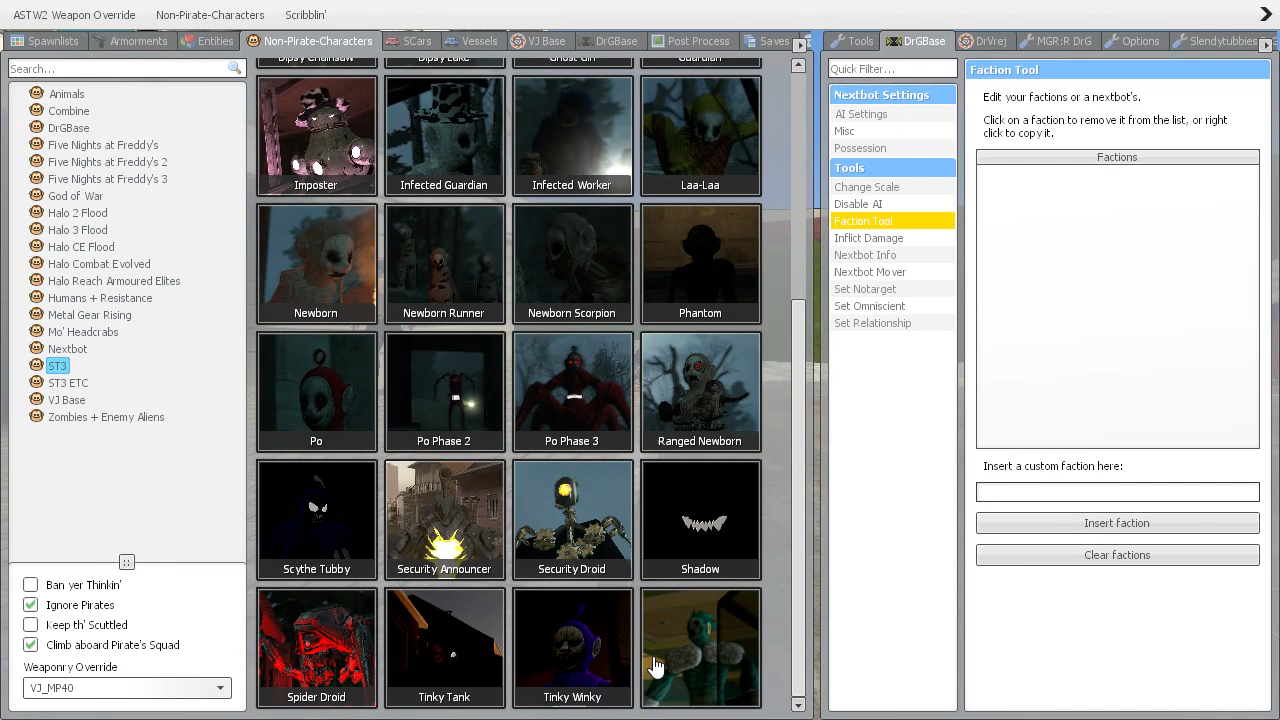 ASTW2 Weapon Override Non-Pirate-Characters Scribblin'
Spawnlists Armorments Entities Non-Pirate-Characters SCars Vessels VJ Base DrGBase Post Process Saves
Tools DrGBase DrVrej MGR:R DrG Options Slendytubbies
Search...
Animals
Combine
DrGBase
Five Nights at Freddy's
Five Nights at Freddy's 2
Five Nights at Freddy's 3
God of War
Halo 2 Flood
Halo 3 Flood
Halo CE Flood
Halo Combat Evolved
Halo Reach Armoured Elites
Humans + Resistance
Metal Gear Rising
Mo' Headcrabs
Nextbot
ST3
ST3 ETC
VJ Base
Zombies + Enemy Aliens
Ban yer Thinkin'
Ignore Pirates
Keep th' Scuttled
Climb aboard Pirate's Squad
Weaponry Override
VJ_MP40
Dipsy Chainsaw Dipsy Lake Ghost Girl Guardian
Imposter Infected Guardian Infected Worker Laa-Laa
Newborn Newborn Runner Newborn Scorpion Phantom
Po Po Phase 2 Po Phase 3 Ranged Newborn
Scythe Tubby Security Announcer Security Droid Shadow
Spider Droid Tinky Tank Tinky Winky
Quick Filter...
Nextbot Settings
AI Settings
Misc
Possession
Tools
Change Scale
Disable AI
Faction Tool
Inflict Damage
Nextbot Info
Nextbot Mover
Set Notarget
Set Omniscient
Set Relationship
Faction Tool
Edit your factions or a nextbot's.
Click on a faction to remove it from the list, or right
click to copy it.
Factions
Insert a custom faction here:
Insert faction
Clear factions